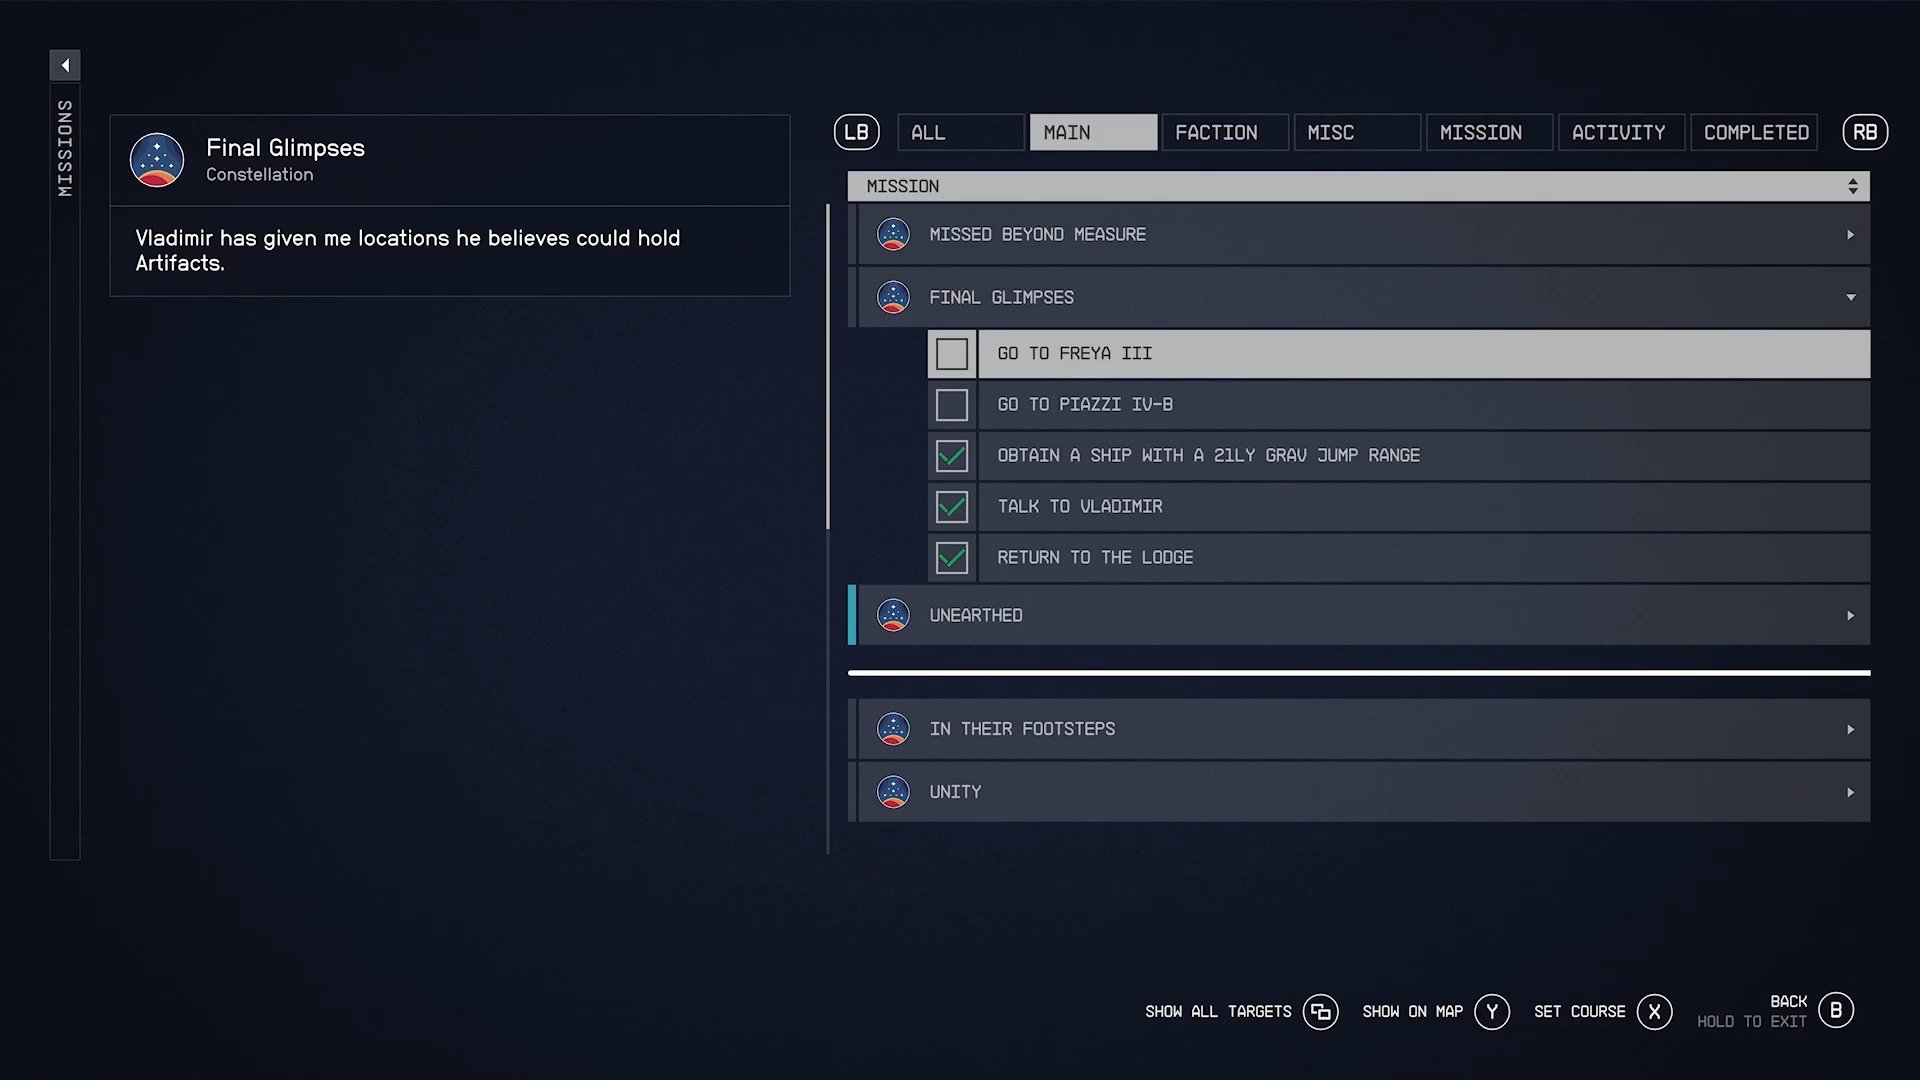 MISSIONS
Final Glimpses
Constellation
Vladimir has given me locations he believes could hold
Artifacts.
LB
ALL
MAIN
FACTION
MISC
MISSION
ACTIVITY
COMPLETED
RB
MISSION
MISSED BEYOND MEASURE
FINAL GLIMPSES
GO TO FREYA III
GO TO PIAZZI IV-B
OBTAIN A SHIP WITH A 21LY GRAV JUMP RANGE
TALK TO VLADIMIR
RETURN TO THE LODGE
UNEARTHED
IN THEIR FOOTSTEPS
UNITY
SHOW ALL TARGETS
SHOW ON MAP Y
SET COURSE X
BACK B
HOLD TO EXIT